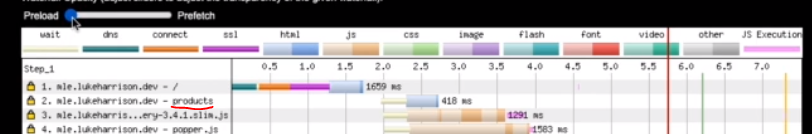 Preload Prefetch
wait dns connect ssl html js css image flash font video other JS Execution
Step_1 0.5 1.0 1.5 2.0 2.5 3.0 3.5 4.0 4.5 5.0 5.5 6.0 6.5 7.0
1. mle.lukeharrison.dev - / 1659 ms
2. mle.lukeharrison.dev - products 418 ms
3. mle.lukeharris...ery-3.4.1.slim.js 1291 ms
4. mle.lukeharrison.dev - popper.js 1583 ms